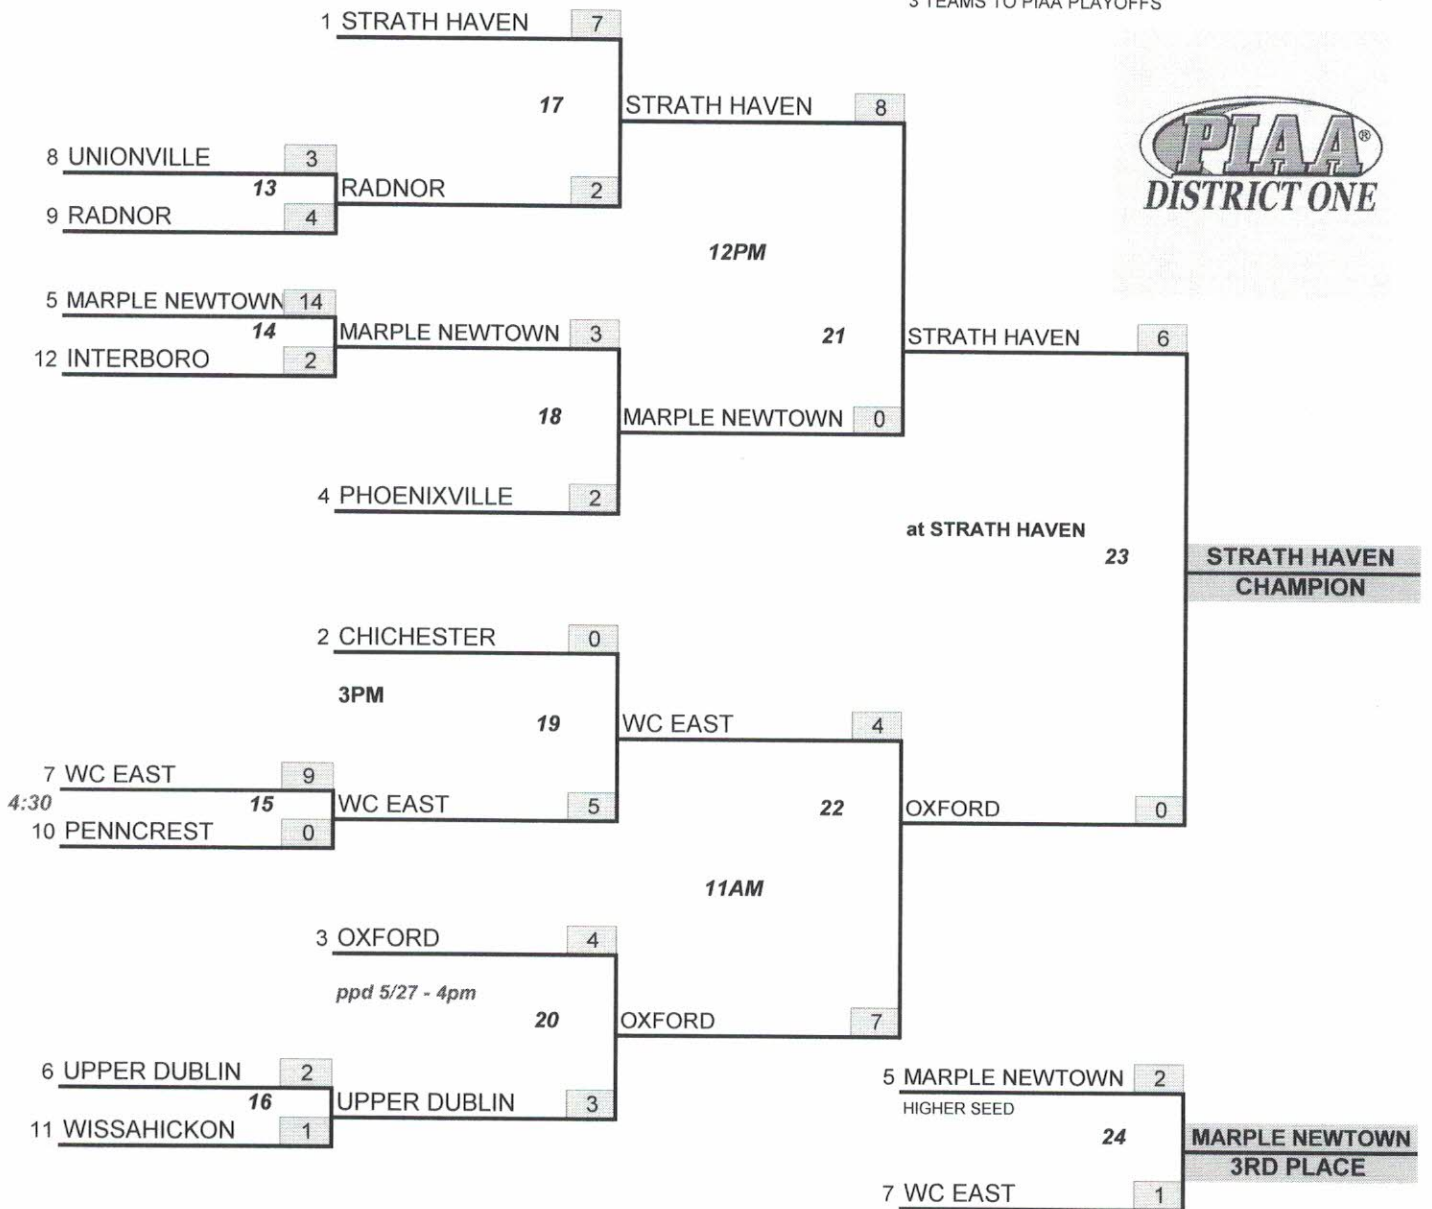 3 TEAMS TO PIAA PLAYOFFS
1 STRATH HAVEN 7
17
STRATH HAVEN 8
PIAA®
DISTRICT ONE
8 UNIONVILLE 3
13
RADNOR 2
9 RADNOR 4
12PM
5 MARPLE NEWTOWN 14
14
MARPLE NEWTOWN 3
21
STRATH HAVEN 6
12 INTERBORO 2
18
MARPLE NEWTOWN 0
4 PHOENIXVILLE 2
at STRATH HAVEN
23
STRATH HAVEN
CHAMPION
2 CHICHESTER 0
3PM
19
WC EAST 4
7 WC EAST 9
4:30
15
WC EAST 5
22
OXFORD 0
10 PENNCREST 0
11AM
3 OXFORD 4
ppd 5/27 - 4pm
20
OXFORD 7
6 UPPER DUBLIN 2
16
UPPER DUBLIN 3
11 WISSAHICKON 1
5 MARPLE NEWTOWN 2
HIGHER SEED
24
MARPLE NEWTOWN
3RD PLACE
7 WC EAST 1